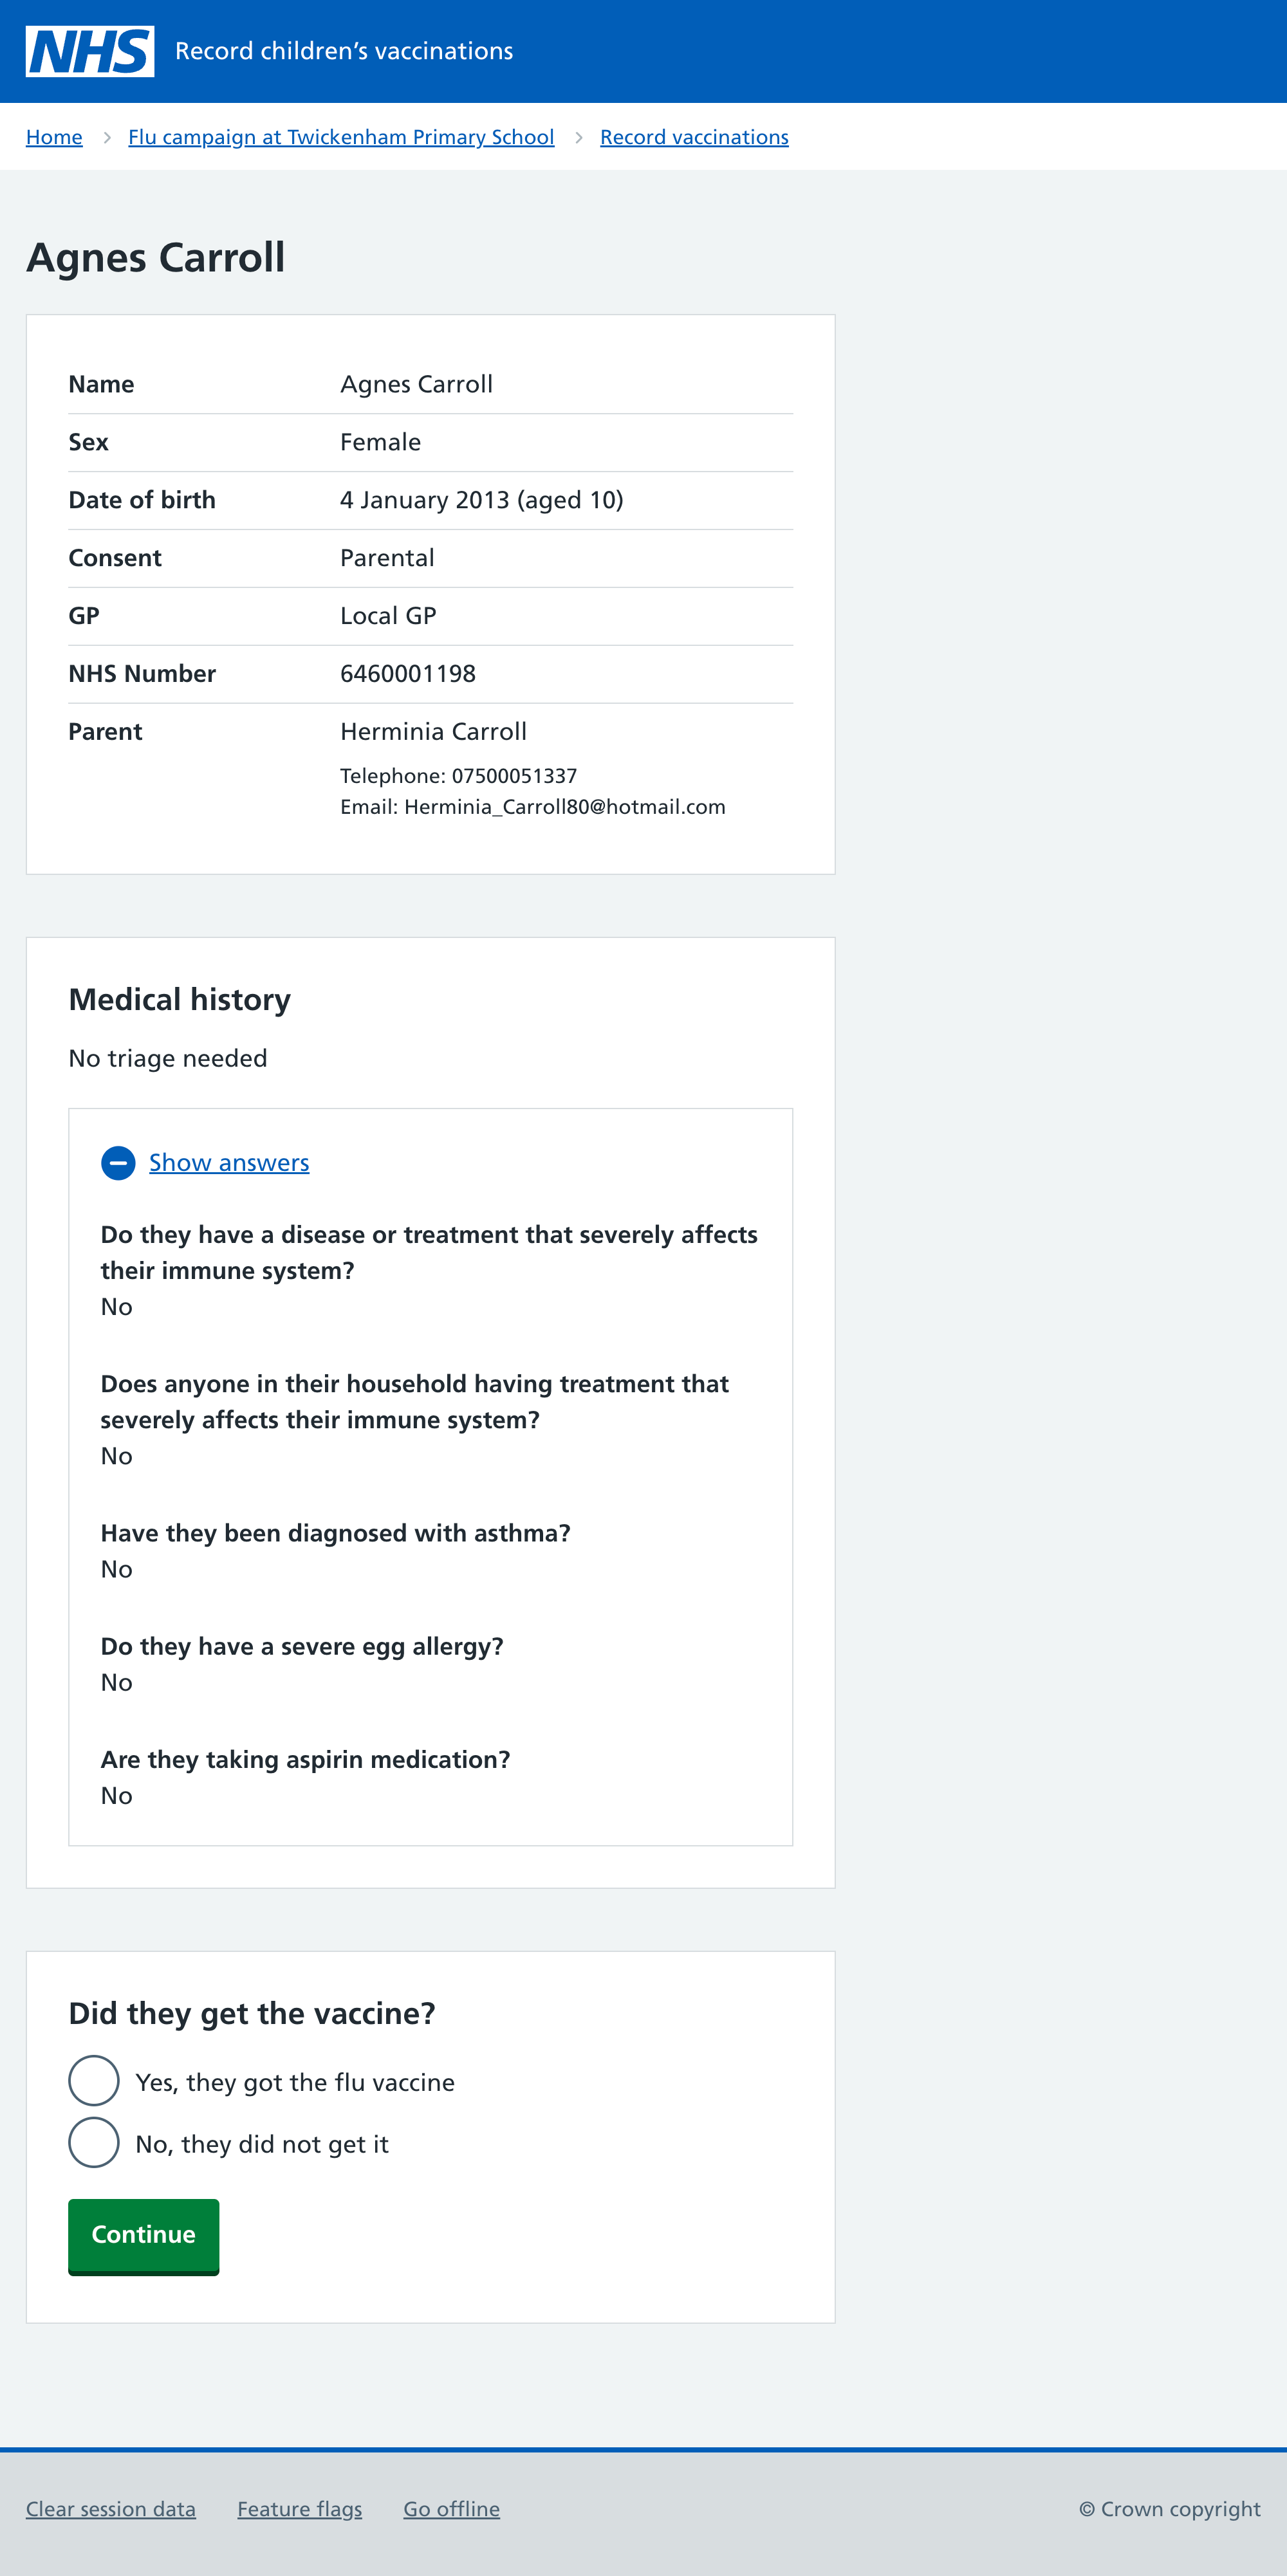 NHS Record children’s vaccinations
Home > Flu campaign at Twickenham Primary School > Record vaccinations
Agnes Carroll
Name Agnes Carroll
Sex Female
Date of birth 4 January 2013 (aged 10)
Consent Parental
GP Local GP
NHS Number 6460001198
Parent Herminia Carroll
Telephone: 07500051337
Email: Herminia_Carroll80@hotmail.com
Medical history
No triage needed
Show answers
Do they have a disease or treatment that severely affects
their immune system?
No
Does anyone in their household having treatment that
severely affects their immune system?
No
Have they been diagnosed with asthma?
No
Do they have a severe egg allergy?
No
Are they taking aspirin medication?
No
Did they get the vaccine?
Yes, they got the flu vaccine
No, they did not get it
Continue
Clear session data Feature flags Go offline © Crown copyright